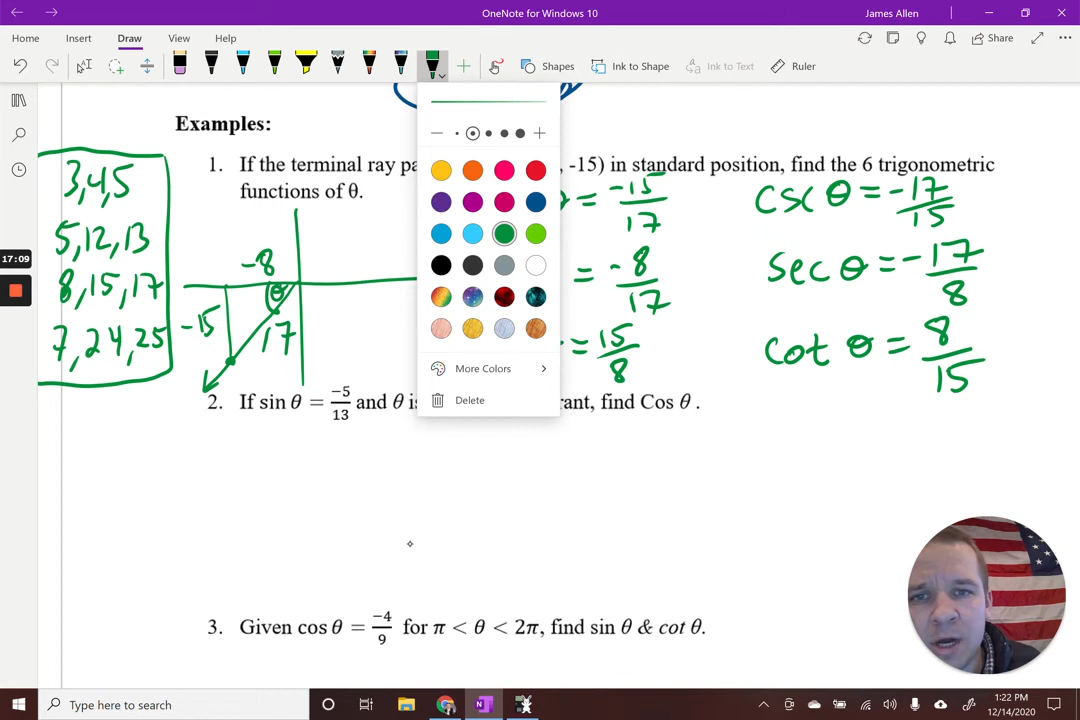 OneNote for Windows 10
James Allen
Home Insert Draw View Help
Share
Shapes Ink to Shape Ink to Text Ruler
Examples:
1. If the terminal ray pa , -15) in standard position, find the 6 trigonometric
functions of θ.
3,4,5
5,12,13
8,15,17
7,24,25
-8
θ
-15
17
= -15/17
= -8/17
= 15/8
csc θ = -17/15
sec θ = -17/8
cot θ = 8/15
More Colors
Delete
2. If sin θ = -5/13 and θ is rant, find Cos θ .
3. Given cos θ = -4/9 for π < θ < 2π, find sin θ & cot θ.
17:09
Type here to search
1:22 PM
12/14/2020